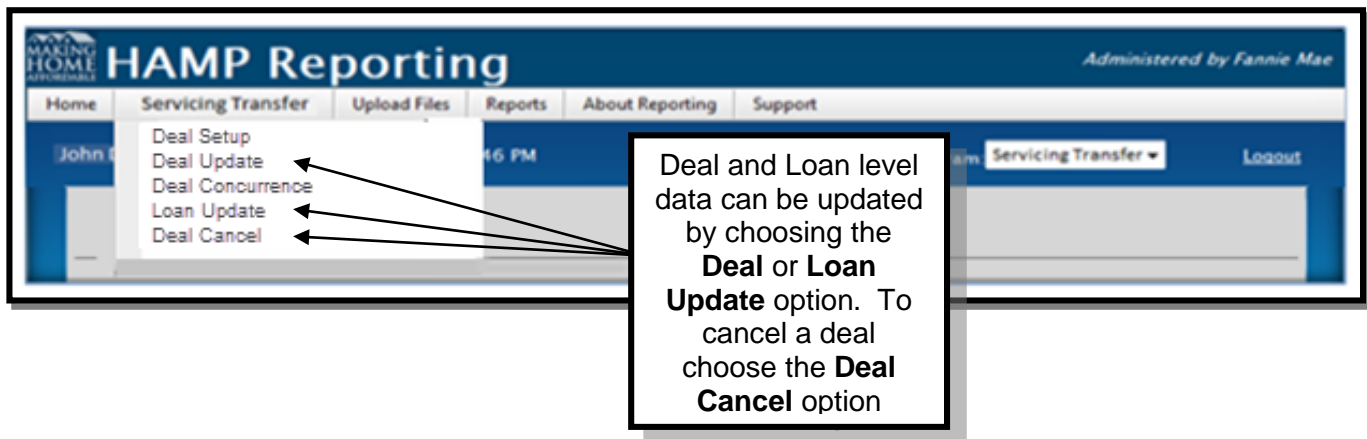 MAKING
HOME
AFFORDABLE
HAMP Reporting
Administered by Fannie Mae
Home Servicing Transfer Upload Files Reports About Reporting Support
John
46 PM
Servicing Transfer
Logout
Deal Setup
Deal Update
Deal Concurrence
Loan Update
Deal Cancel
Deal and Loan level
data can be updated
by choosing the
Deal or Loan
Update option. To
cancel a deal
choose the Deal
Cancel option